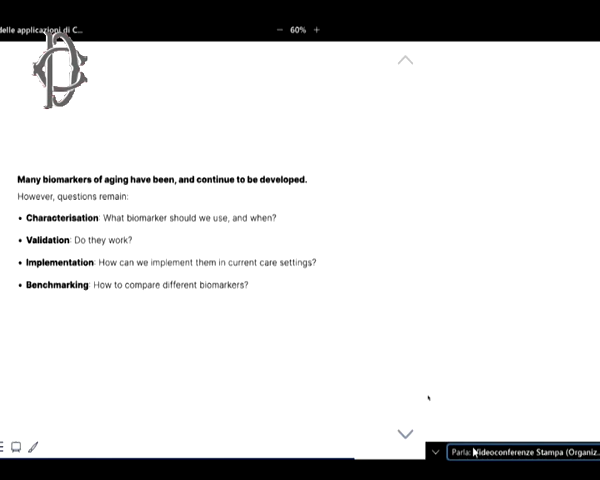 delle applicazioni di C...
− 60% +
Many biomarkers of aging have been, and continue to be developed.
However, questions remain:
• Characterisation: What biomarker should we use, and when?
• Validation: Do they work?
• Implementation: How can we implement them in current care settings?
• Benchmarking: How to compare different biomarkers?
Parla: Videoconferenze Stampa (Organiz...